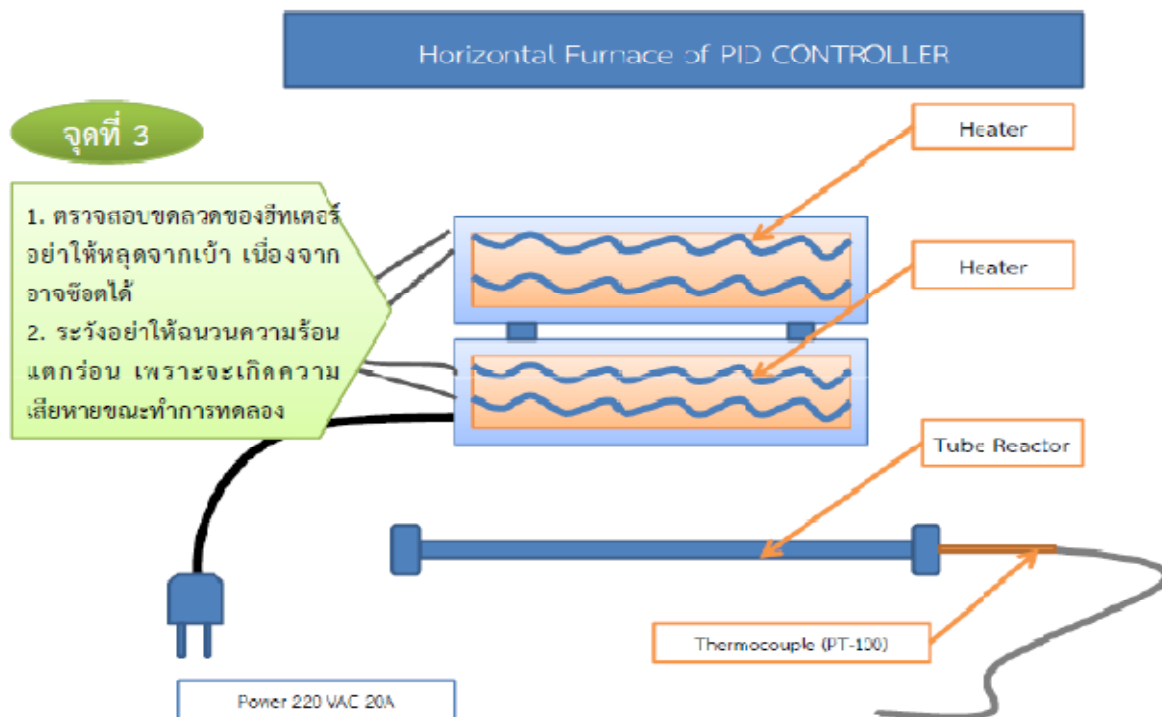 Horizontal Furnace of PID CONTROLLER
จุดที่ 3
1. ตรวจสอบขดลวดของฮีทเตอร์
อย่าให้หลุดจากเบ้า เนื่องจาก
อาจช๊อตได้
2. ระวังอย่าให้ฉนวนความร้อน
แตกร่อน เพราะจะเกิดความ
เสียหายขณะทำการทดลอง
Heater
Heater
Tube Reactor
Thermocouple (PT-100)
Power 220 VAC 20A